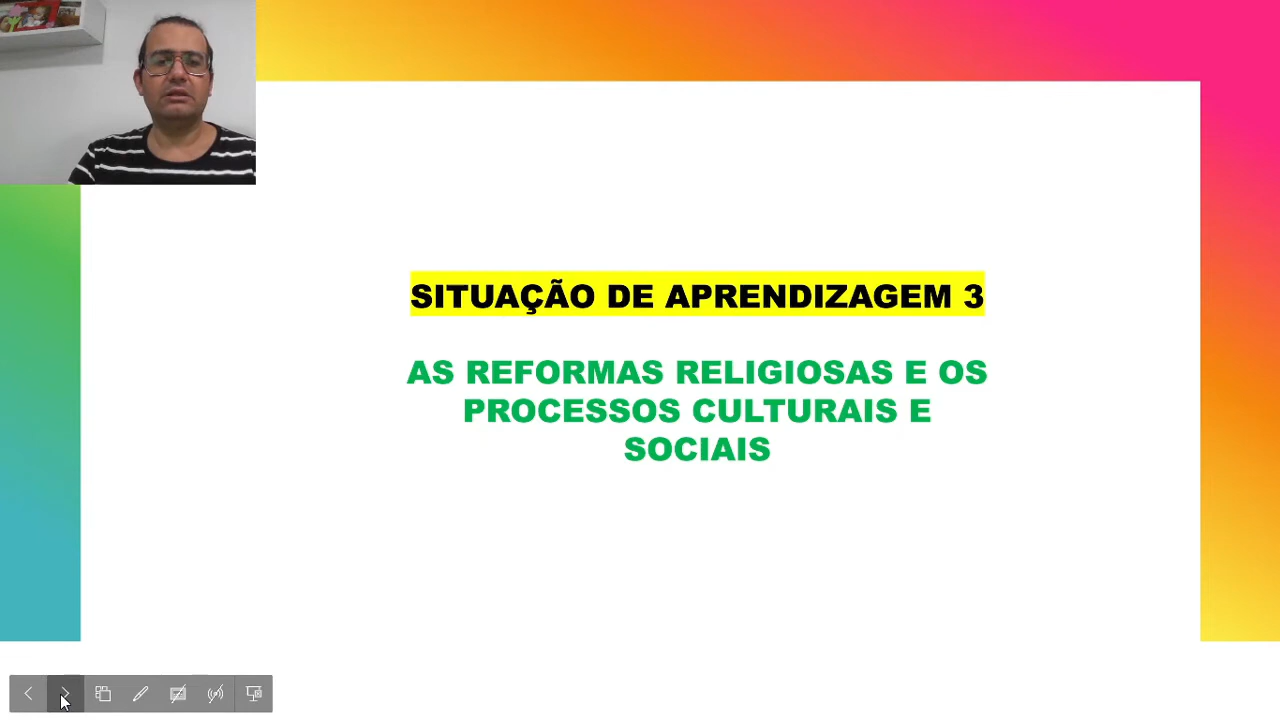 SITUAÇÃO DE APRENDIZAGEM 3
AS REFORMAS RELIGIOSAS E OS
PROCESSOS CULTURAIS E
SOCIAIS